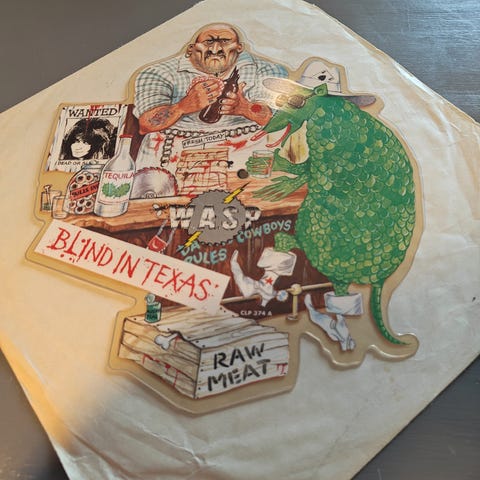 WANTED!
DEAD OR ALIVE
FRESH TODAY
TEQUILA
W.A.S.P
RULES COWBOYS
BLIND IN TEXAS
CLP 374 A
RAW
MEAT